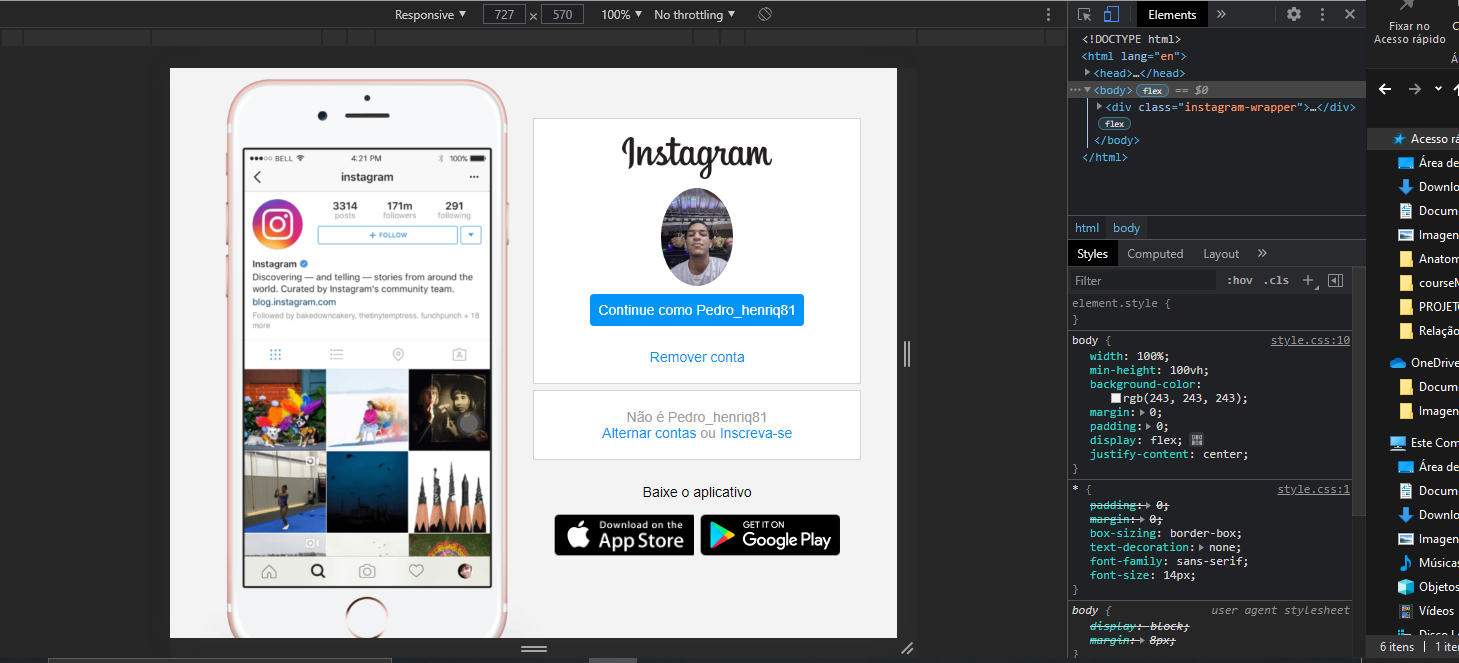 Responsive ▼ 727 × 570 100% ▼ No throttling ▼
Elements »
<!DOCTYPE html>
<html lang="en">
▶<head>…</head>
…▼<body> flex == $0
▶<div class="instagram-wrapper">…</div>
flex
</body>
</html>
html body
Styles Computed Layout »
Filter :hov .cls +
element.style {
}
body { style.css:10
width: 100%;
min-height: 100vh;
background-color:
rgb(243, 243, 243);
margin:▶ 0;
padding:▶ 0;
display: flex;
justify-content: center;
}
* { style.css:1
padding:▶ 0;
margin:▶ 0;
box-sizing: border-box;
text-decoration:▶ none;
font-family: sans-serif;
font-size: 14px;
}
body { user agent stylesheet
display: block;
margin:▶ 8px;
}
BELL 4:21 PM 100%
instagram
3314 171m 291
posts followers following
+ FOLLOW
Instagram
Discovering — and telling — stories from around the
world. Curated by Instagram's community team.
blog.instagram.com
Followed by bakedowncakery, thetinytemptress, funchpunch + 18
more
Instagram
Continue como Pedro_henriq81
Remover conta
Não é Pedro_henriq81
Alternar contas ou Inscreva-se
Baixe o aplicativo
Download on the
App Store
GET IT ON
Google Play
Fixar no
Acesso rápido
Acesso rá
Área de
Downlo
Docum
Imagen
Anatom
courseM
PROJET
Relação
OneDrive
Docum
Imagen
Este Com
Área de
Docum
Downlo
Imagen
Músicas
Objetos
Vídeos
Disco L
6 itens 1 ite